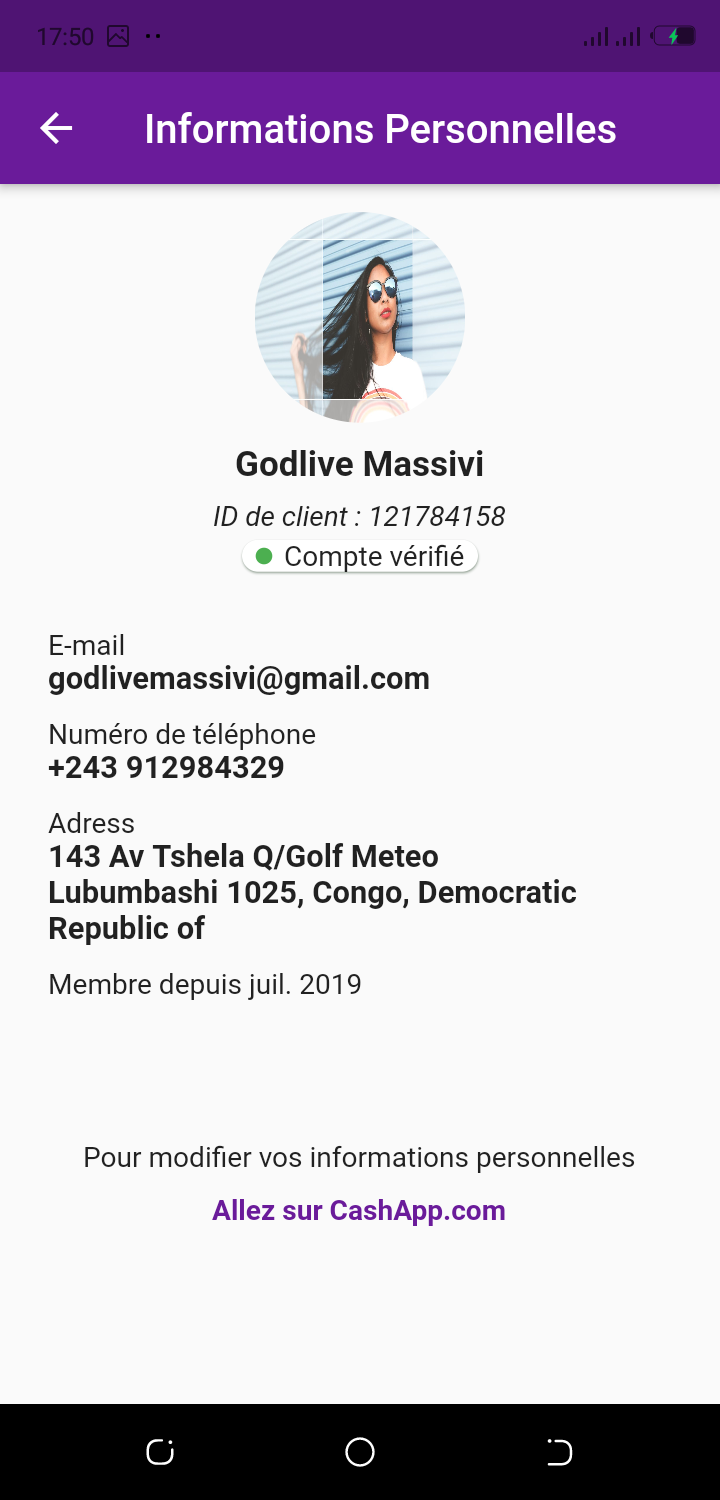 17:50
Informations Personnelles
Godlive Massivi
ID de client : 121784158
Compte vérifié
E-mail
godlivemassivi@gmail.com
Numéro de téléphone
+243 912984329
Adress
143 Av Tshela Q/Golf Meteo
Lubumbashi 1025, Congo, Democratic
Republic of
Membre depuis juil. 2019
Pour modifier vos informations personnelles
Allez sur CashApp.com